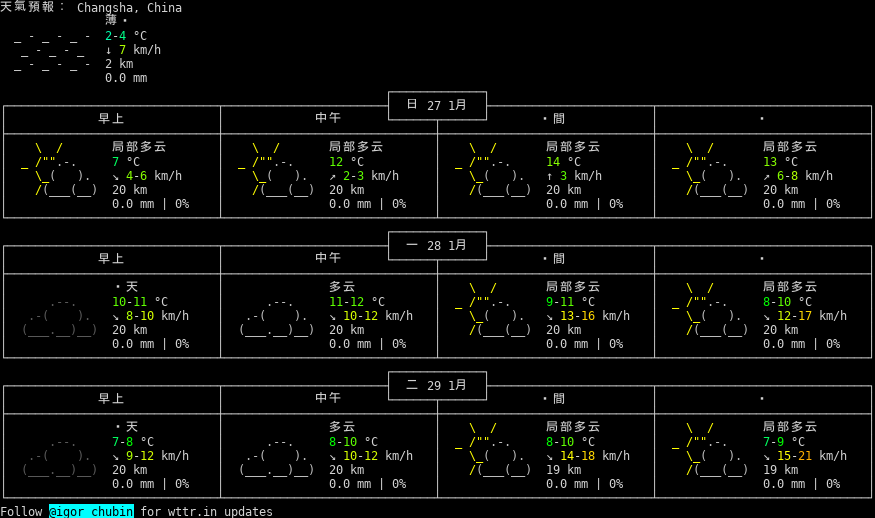 天氣預報： Changsha, China
薄・
2-4 °C
↓ 7 km/h
2 km
0.0 mm
日 27 1月
早上 中午 ・間 ・
局部多云 局部多云 局部多云 局部多云
7 °C 12 °C 14 °C 13 °C
↘ 4-6 km/h ↗ 2-3 km/h ↑ 3 km/h ↗ 6-8 km/h
20 km 20 km 20 km 20 km
0.0 mm | 0% 0.0 mm | 0% 0.0 mm | 0% 0.0 mm | 0%
一 28 1月
早上 中午 ・間 ・
・天 多云 局部多云 局部多云
10-11 °C 11-12 °C 9-11 °C 8-10 °C
↘ 8-10 km/h ↘ 10-12 km/h ↘ 13-16 km/h ↘ 12-17 km/h
20 km 20 km 20 km 20 km
0.0 mm | 0% 0.0 mm | 0% 0.0 mm | 0% 0.0 mm | 0%
二 29 1月
早上 中午 ・間 ・
・天 多云 局部多云 局部多云
7-8 °C 8-10 °C 8-10 °C 7-9 °C
↘ 9-12 km/h ↘ 10-12 km/h ↘ 14-18 km/h ↘ 15-21 km/h
20 km 20 km 19 km 19 km
0.0 mm | 0% 0.0 mm | 0% 0.0 mm | 0% 0.0 mm | 0%
Follow @igor_chubin for wttr.in updates